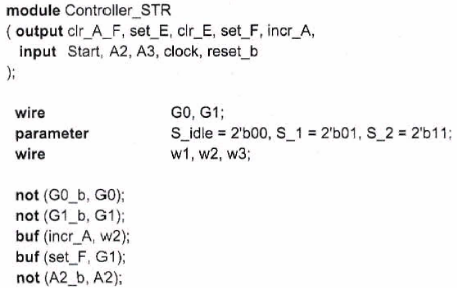 module Controller_STR
( output clr_A_F, set_E, clr_E, set_F, incr_A,
input Start, A2, A3, clock, reset_b
);
wire G0, G1;
parameter S_idle = 2'b00, S_1 = 2'b01, S_2 = 2'b11;
wire w1, w2, w3;
not (G0_b, G0);
not (G1_b, G1);
buf (incr_A, w2);
buf (set_F, G1);
not (A2_b, A2);